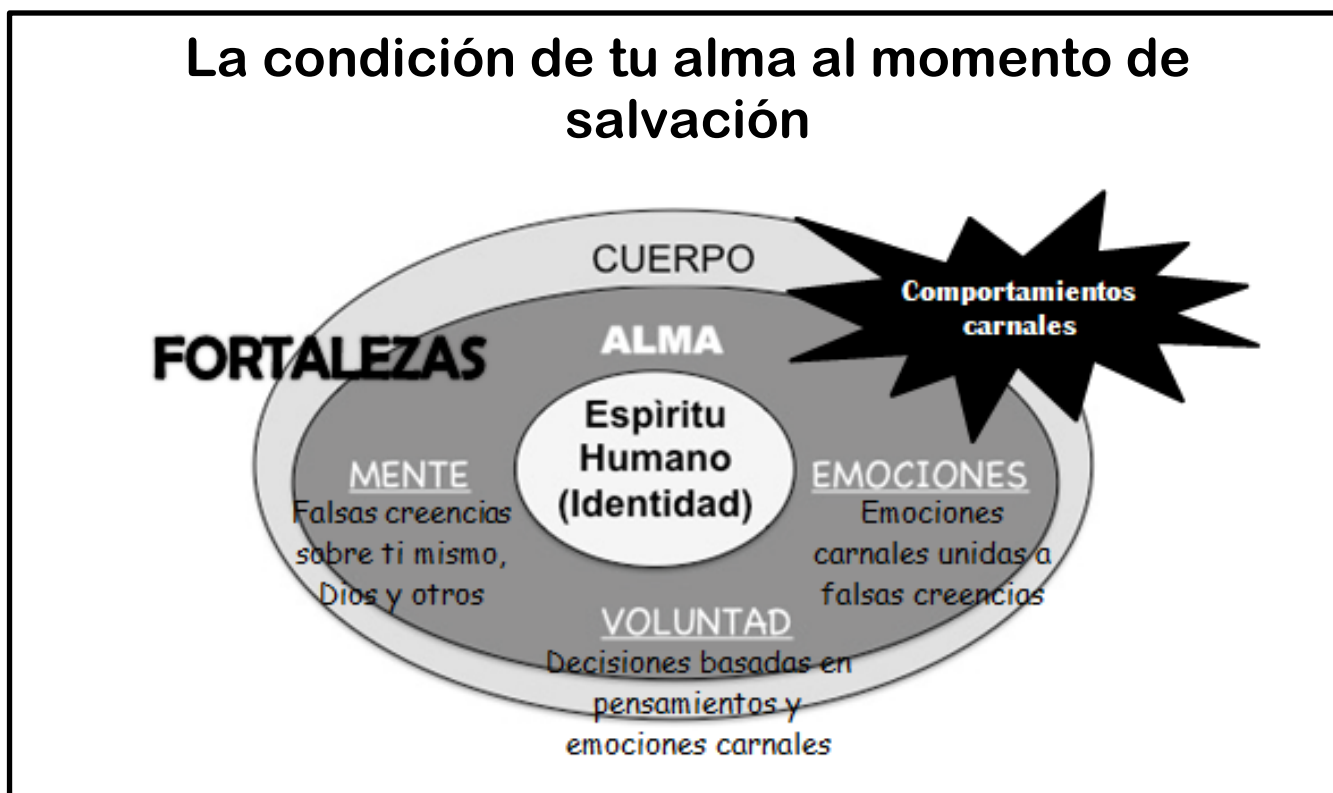 La condición de tu alma al momento de
salvación
CUERPO
Comportamientos
carnales
FORTALEZAS
ALMA
Espìritu
Humano
(Identidad)
MENTE
Falsas creencias
sobre ti mismo,
Dios y otros
EMOCIONES
Emociones
carnales unidas a
falsas creencias
VOLUNTAD
Decisiones basadas en
pensamientos y
emociones carnales